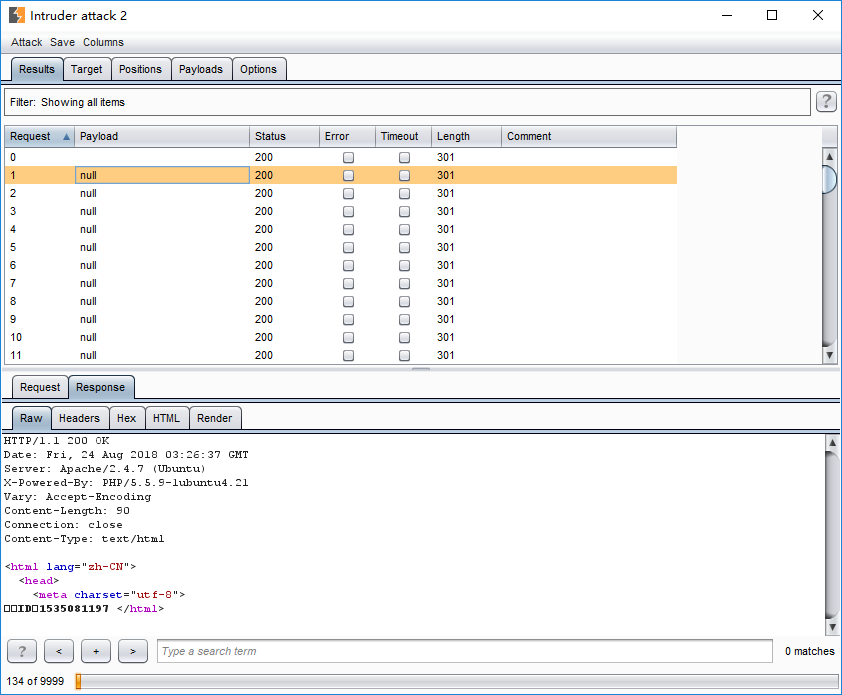 Intruder attack 2
Attack Save Columns
Results Target Positions Payloads Options
Filter: Showing all items ?
Request Payload Status Error Timeout Length Comment
0 200 301
1 null 200 301
2 null 200 301
3 null 200 301
4 null 200 301
5 null 200 301
6 null 200 301
7 null 200 301
8 null 200 301
9 null 200 301
10 null 200 301
11 null 200 301
Request Response
Raw Headers Hex HTML Render
HTTP/1.1 200 OK
Date: Fri, 24 Aug 2018 03:26:37 GMT
Server: Apache/2.4.7 (Ubuntu)
X-Powered-By: PHP/5.5.9-1ubuntu4.21
Vary: Accept-Encoding
Content-Length: 90
Connection: close
Content-Type: text/html
<html lang="zh-CN">
<head>
<meta charset="utf-8">
□□ID□1535081197 </html>
? < + > Type a search term 0 matches
134 of 9999